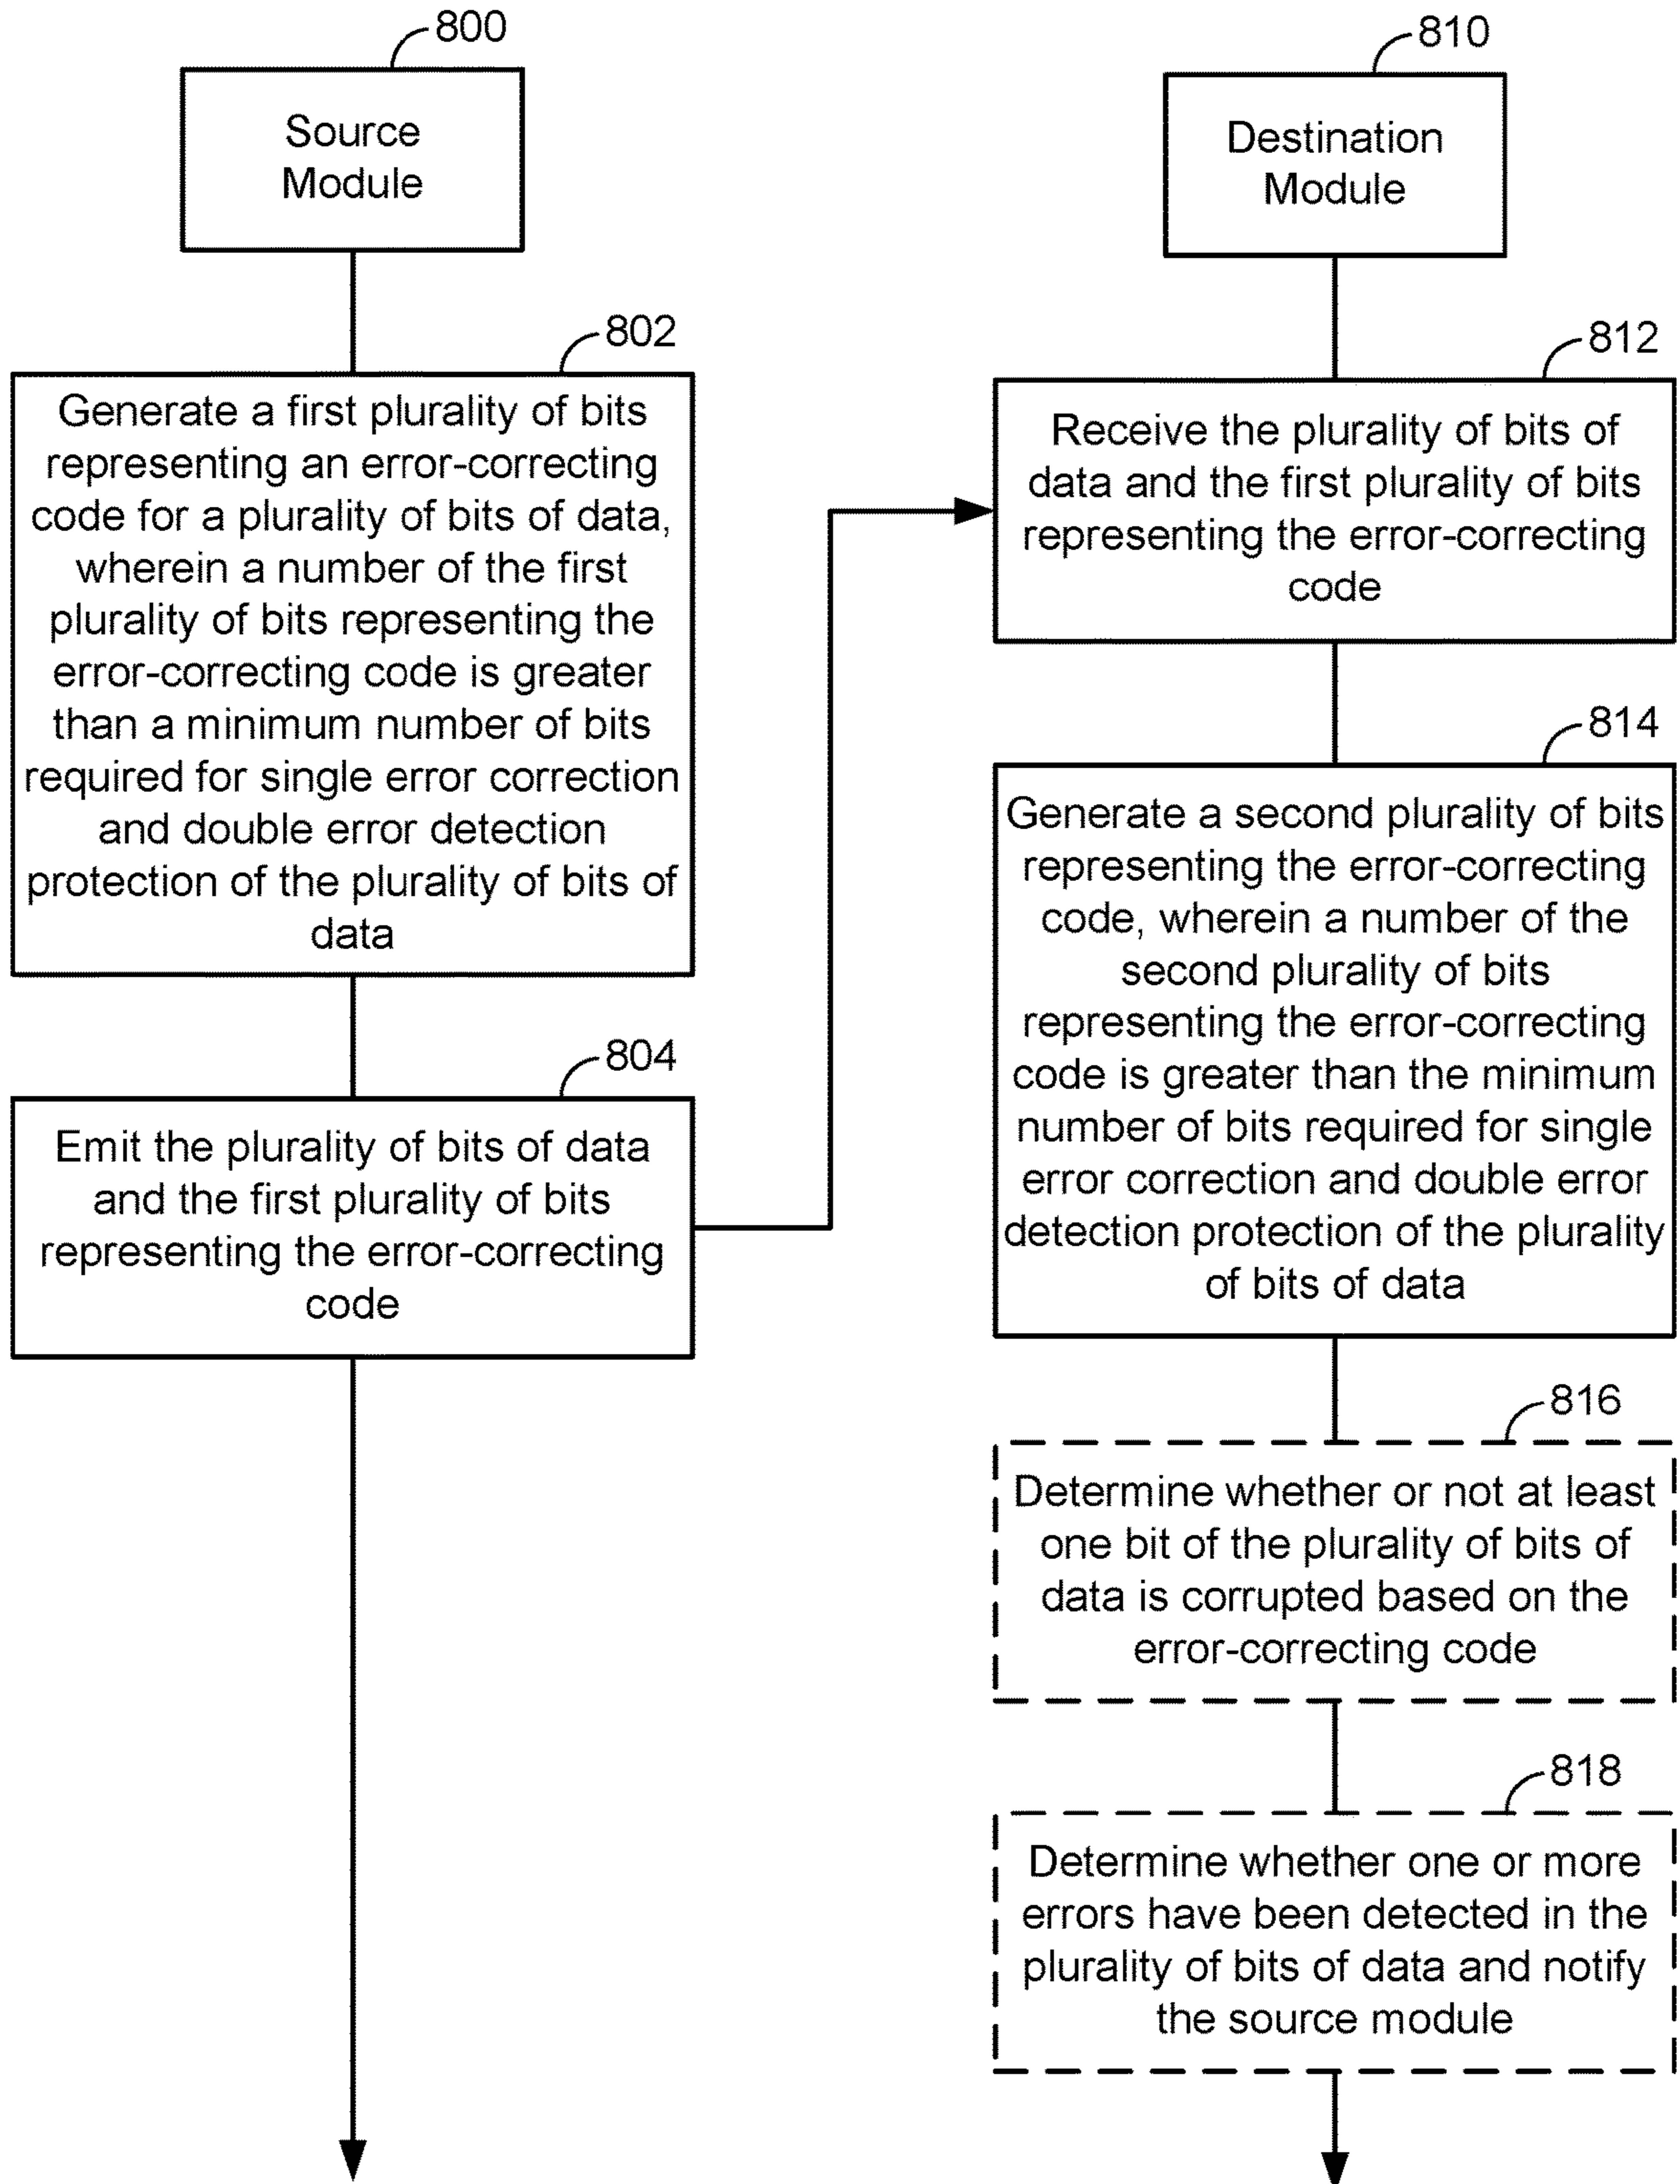 800
Source
Module
802
Generate a first plurality of bits
representing an error-correcting
code for a plurality of bits of data,
wherein a number of the first
plurality of bits representing the
error-correcting code is greater
than a minimum number of bits
required for single error correction
and double error detection
protection of the plurality of bits of
data
804
Emit the plurality of bits of data
and the first plurality of bits
representing the error-correcting
code
810
Destination
Module
812
Receive the plurality of bits of
data and the first plurality of bits
representing the error-correcting
code
814
Generate a second plurality of bits
representing the error-correcting
code, wherein a number of the
second plurality of bits
representing the error-correcting
code is greater than the minimum
number of bits required for single
error correction and double error
detection protection of the plurality
of bits of data
816
Determine whether or not at least
one bit of the plurality of bits of
data is corrupted based on the
error-correcting code
818
Determine whether one or more
errors have been detected in the
plurality of bits of data and notify
the source module